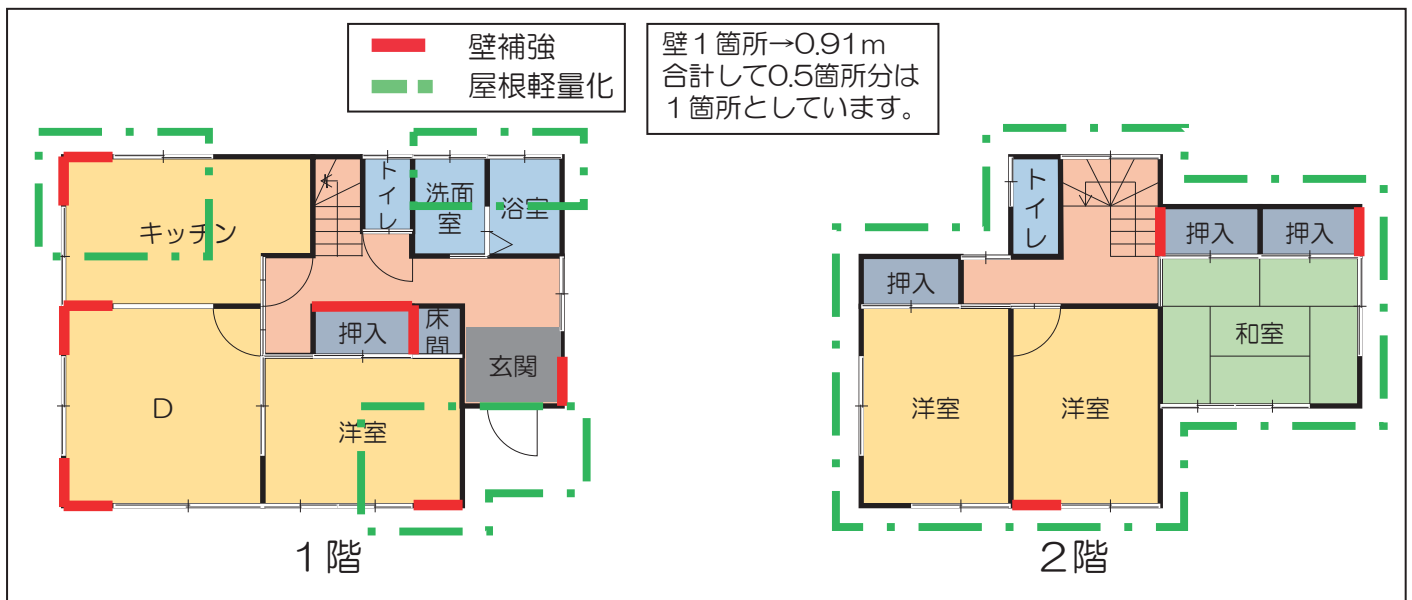 壁補強
屋根軽量化
壁1箇所→0.91m
合計して0.5箇所分は
1箇所としています。
キッチン
トイレ
洗面室
浴室
押入
床間
玄関
D
洋室
1階
トイレ
押入
押入
押入
和室
洋室
洋室
2階